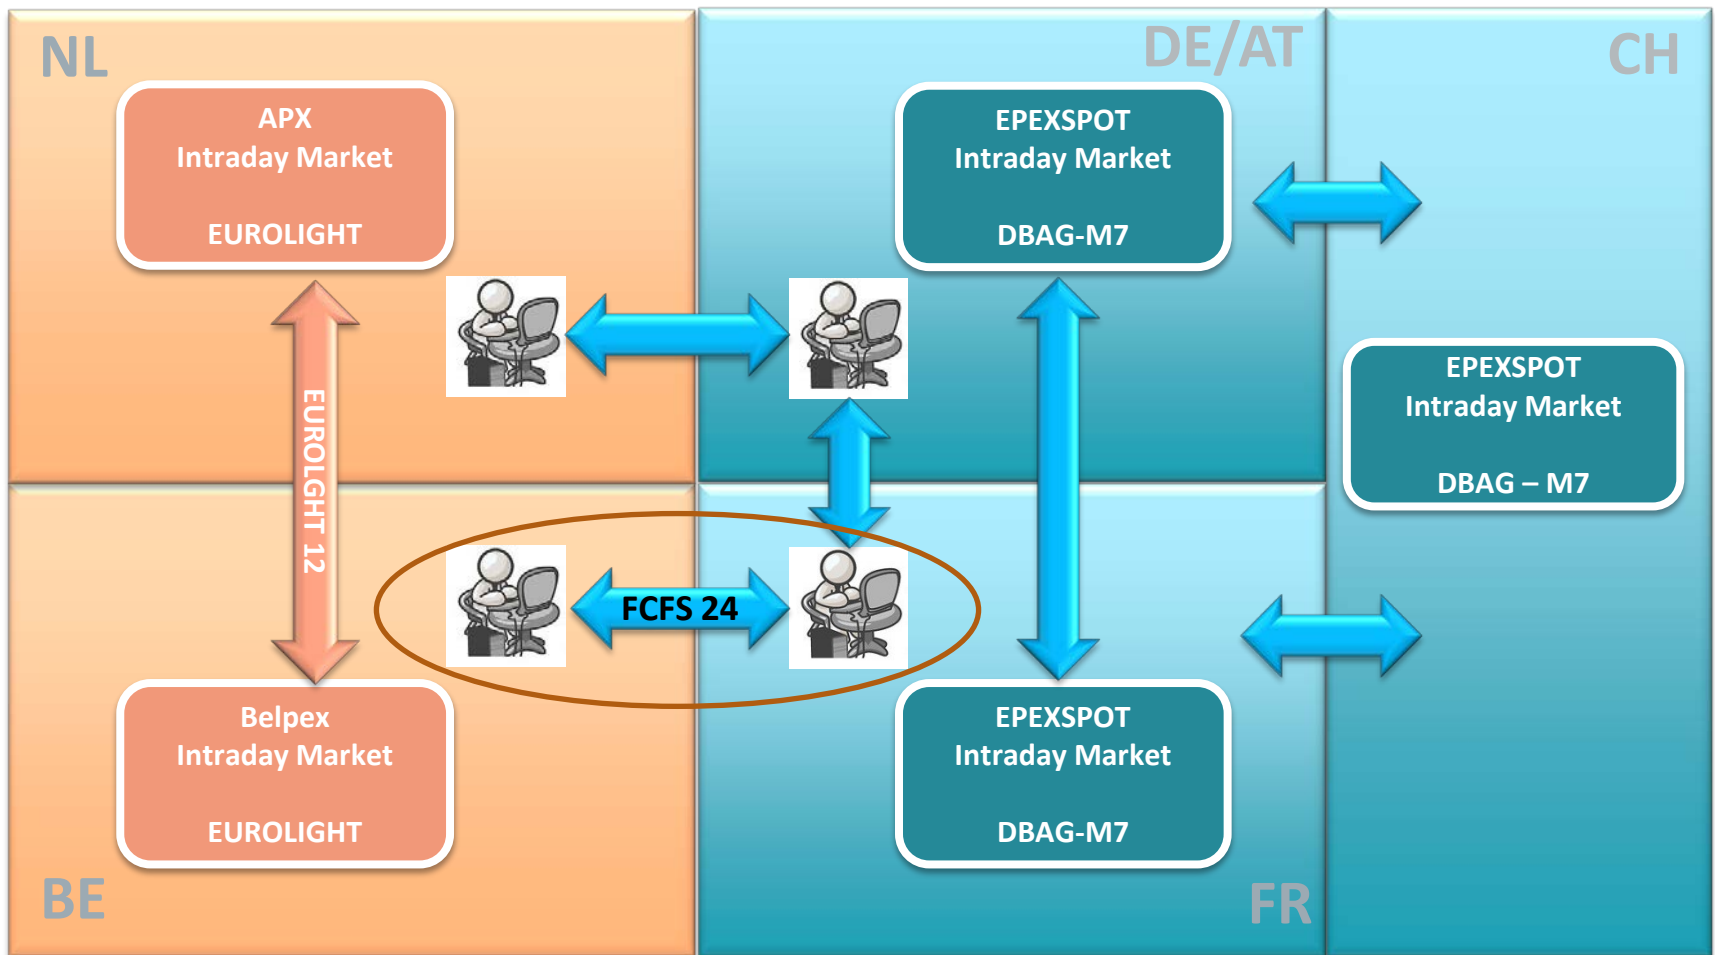 NL
APX
Intraday Market
EUROLIGHT
DE/AT
EPEXSPOT
Intraday Market
DBAG-M7
CH
EPEXSPOT
Intraday Market
DBAG – M7
EUROLGHT 12
FCFS 24
Belpex
Intraday Market
EUROLIGHT
BE
EPEXSPOT
Intraday Market
DBAG-M7
FR